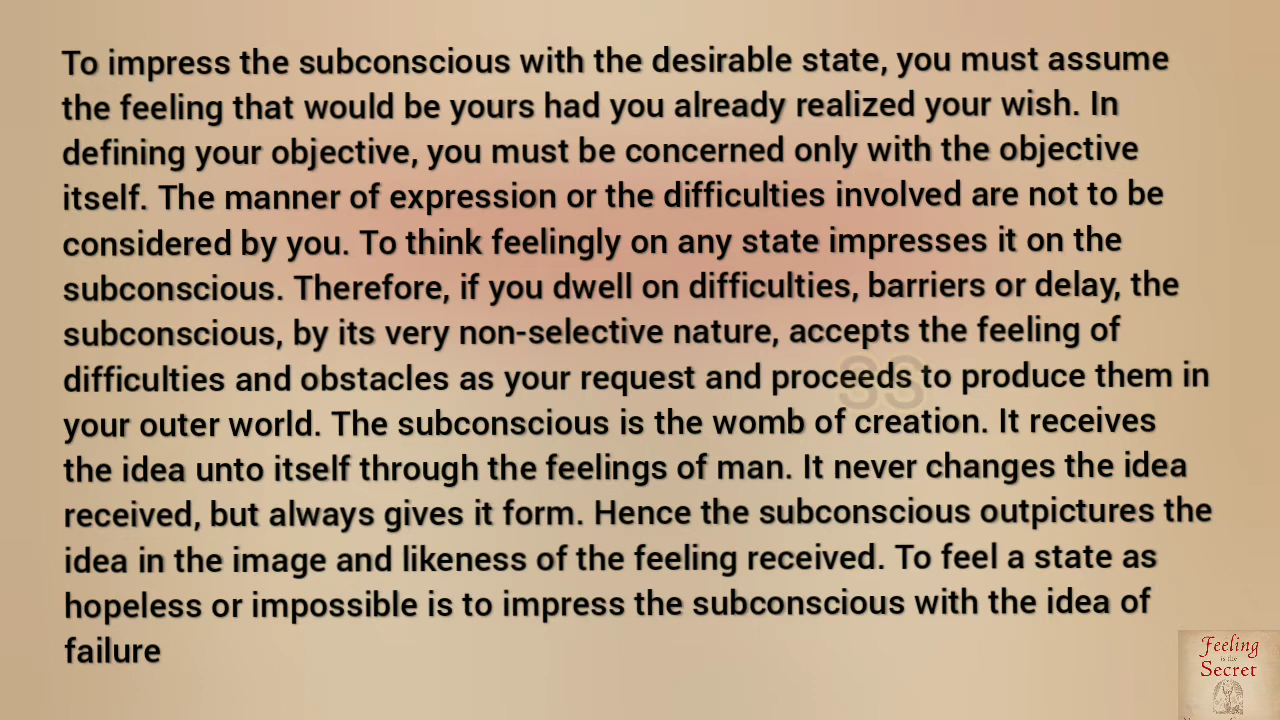 To impress the subconscious with the desirable state, you must assume
the feeling that would be yours had you already realized your wish. In
defining your objective, you must be concerned only with the objective
itself. The manner of expression or the difficulties involved are not to be
considered by you. To think feelingly on any state impresses it on the
subconscious. Therefore, if you dwell on difficulties, barriers or delay, the
subconscious, by its very non-selective nature, accepts the feeling of
difficulties and obstacles as your request and proceeds to produce them in
your outer world. The subconscious is the womb of creation. It receives
the idea unto itself through the feelings of man. It never changes the idea
received, but always gives it form. Hence the subconscious outpictures the
idea in the image and likeness of the feeling received. To feel a state as
hopeless or impossible is to impress the subconscious with the idea of
failure
SS
Feeling
is the
Secret